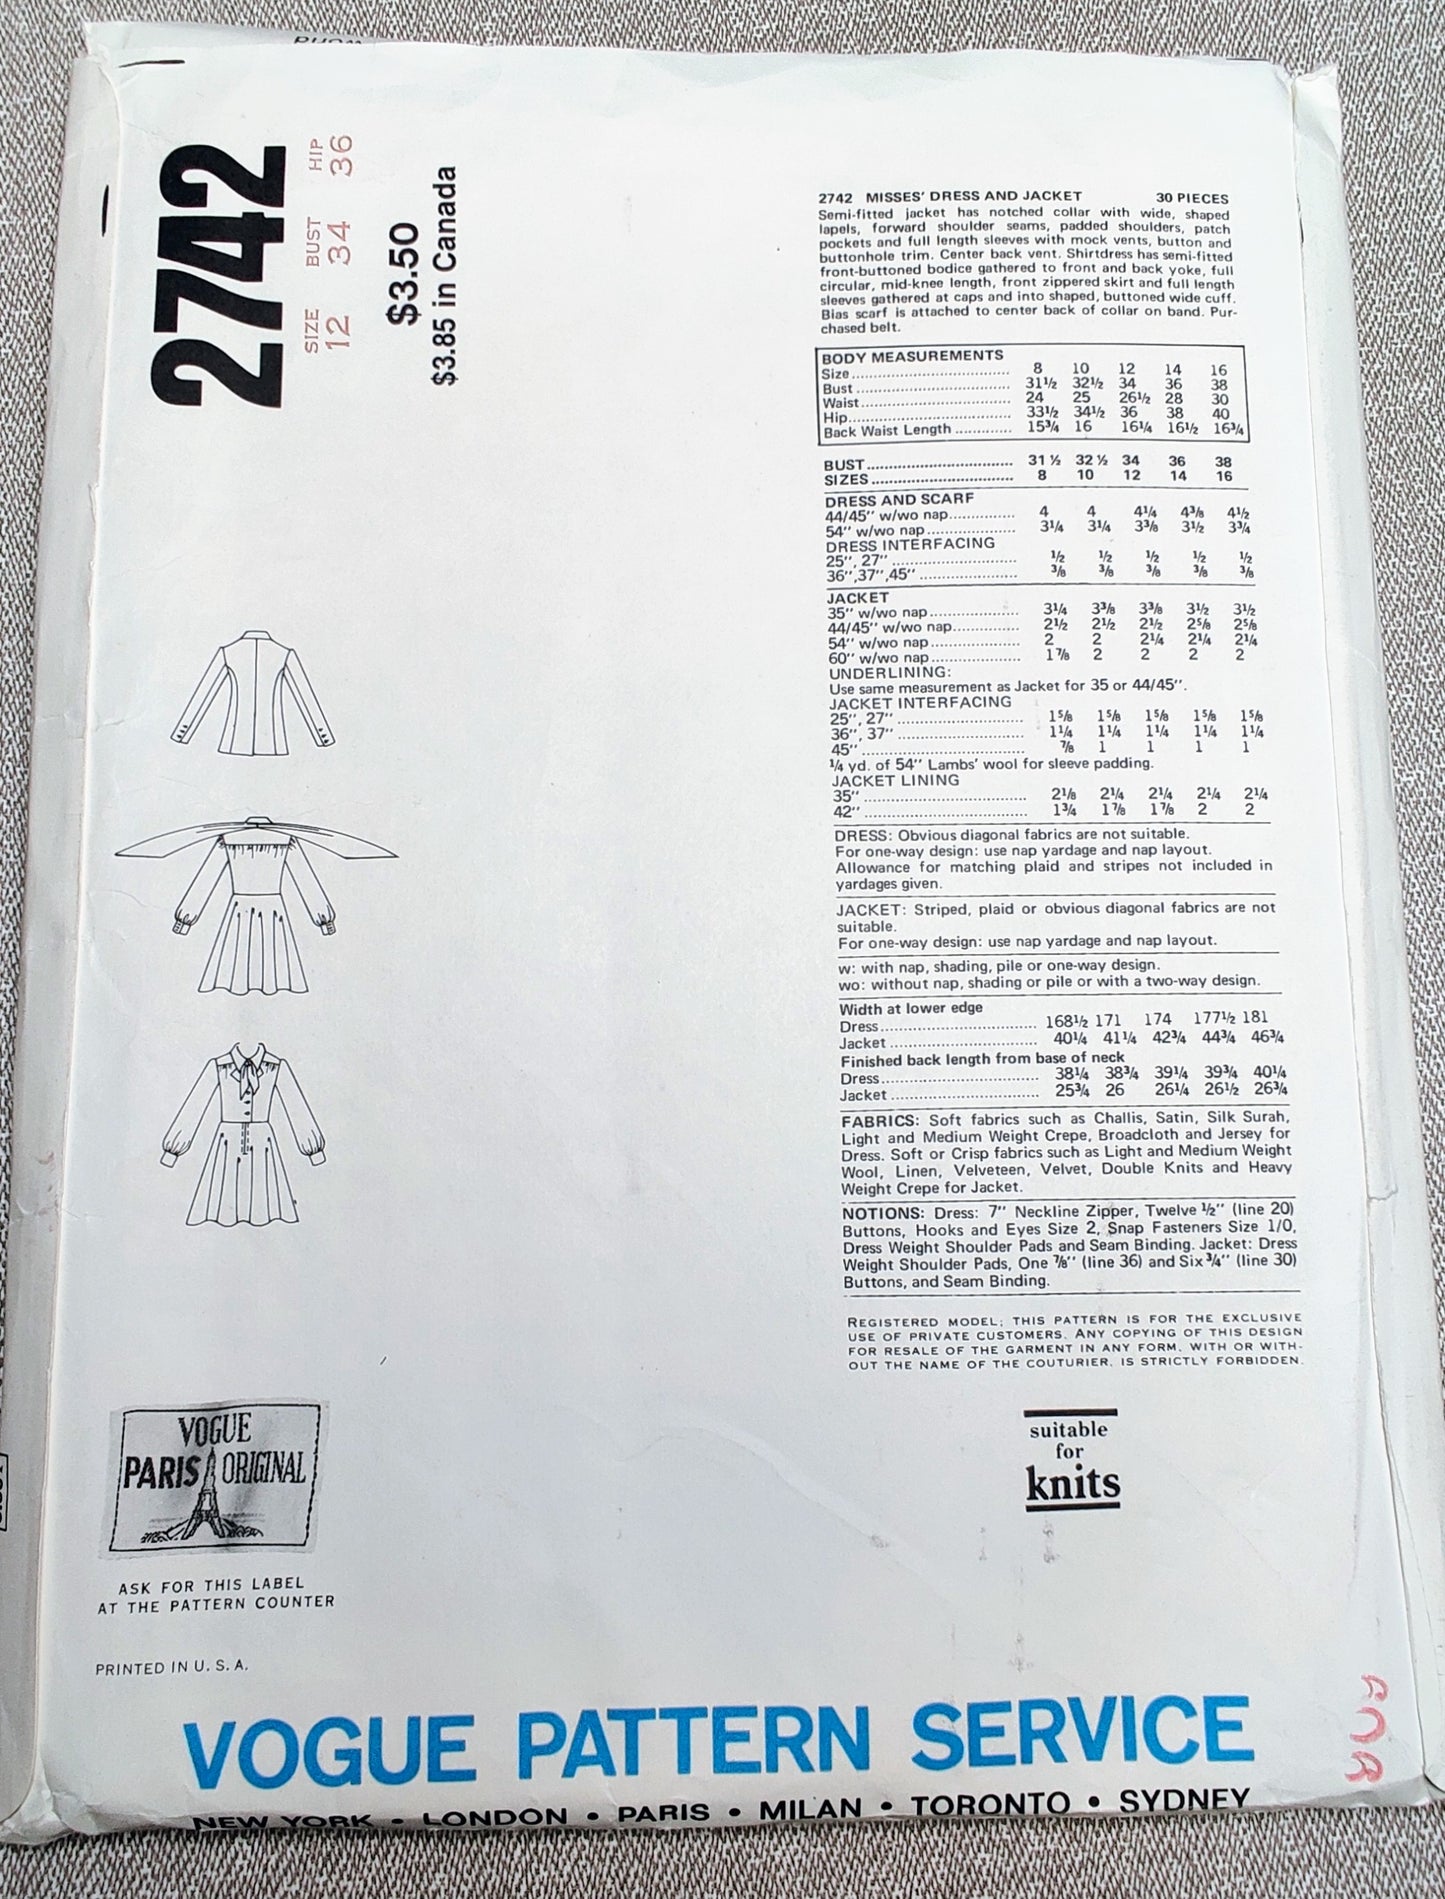 2742
SIZE BUST HIP
12 34 36
$3.50
$3.85 in Canada
2742 MISSES' DRESS AND JACKET 30 PIECES
Semi-fitted jacket has notched collar with wide, shaped
lapels, forward shoulder seams, padded shoulders, patch
pockets and full length sleeves with mock vents, button and
buttonhole trim. Center back vent. Shirtdress has semi-fitted
front-buttoned bodice gathered to front and back yoke, full
circular, mid-knee length, front zippered skirt and full length
sleeves gathered at caps and into shaped, buttoned wide cuff.
Bias scarf is attached to center back of collar on band. Pur-
chased belt.
BODY MEASUREMENTS
Size 8 10 12 14 16
Bust 31½ 32½ 34 36 38
Waist 24 25 26½ 28 30
Hip 33½ 34½ 36 38 40
Back Waist Length 15¾ 16 16¼ 16½ 16¾
BUST 31 ½ 32 ½ 34 36 38
SIZES 8 10 12 14 16
DRESS AND SCARF
44/45'' w/wo nap 4 4 4¼ 4⅜ 4½
54'' w/wo nap 3¼ 3¼ 3⅜ 3½ 3¾
DRESS INTERFACING
25'', 27'' ½ ½ ½ ½ ½
36'',37'',45'' ⅜ ⅜ ⅜ ⅜ ⅜
JACKET
35'' w/wo nap 3¼ 3⅜ 3⅜ 3½ 3½
44/45'' w/wo nap 2½ 2½ 2½ 2⅝ 2⅝
54'' w/wo nap 2 2 2¼ 2¼ 2¼
60'' w/wo nap 1⅞ 2 2 2 2
UNDERLINING:
Use same measurement as Jacket for 35 or 44/45''.
JACKET INTERFACING
25'', 27'' 1⅝ 1⅝ 1⅝ 1⅝ 1⅝
36'', 37'' 1¼ 1¼ 1¼ 1¼ 1¼
45'' ⅞ 1 1 1 1
¼ yd. of 54'' Lambs' wool for sleeve padding.
JACKET LINING
35'' 2⅛ 2¼ 2¼ 2¼ 2¼
42'' 1¾ 1⅞ 1⅞ 2 2
DRESS: Obvious diagonal fabrics are not suitable.
For one-way design: use nap yardage and nap layout.
Allowance for matching plaid and stripes not included in
yardages given.
JACKET: Striped, plaid or obvious diagonal fabrics are not
suitable.
For one-way design: use nap yardage and nap layout.
w: with nap, shading, pile or one-way design.
wo: without nap, shading or pile or with a two-way design.
Width at lower edge
Dress 168½ 171 174 177½ 181
Jacket 40¼ 41¼ 42¾ 44¾ 46¾
Finished back length from base of neck
Dress 38¼ 38¾ 39¼ 39¾ 40¼
Jacket 25¾ 26 26¼ 26½ 26¾
FABRICS: Soft fabrics such as Challis, Satin, Silk Surah,
Light and Medium Weight Crepe, Broadcloth and Jersey for
Dress. Soft or Crisp fabrics such as Light and Medium Weight
Wool, Linen, Velveteen, Velvet, Double Knits and Heavy
Weight Crepe for Jacket.
NOTIONS: Dress: 7'' Neckline Zipper, Twelve ½'' (line 20)
Buttons, Hooks and Eyes Size 2, Snap Fasteners Size 1/0,
Dress Weight Shoulder Pads and Seam Binding. Jacket: Dress
Weight Shoulder Pads, One ⅞'' (line 36) and Six ¾'' (line 30)
Buttons, and Seam Binding.
REGISTERED MODEL; THIS PATTERN IS FOR THE EXCLUSIVE
USE OF PRIVATE CUSTOMERS. ANY COPYING OF THIS DESIGN
FOR RESALE OF THE GARMENT IN ANY FORM, WITH OR WITH-
OUT THE NAME OF THE COUTURIER, IS STRICTLY FORBIDDEN.
VOGUE
PARIS ORIGINAL
ASK FOR THIS LABEL
AT THE PATTERN COUNTER
suitable
for
knits
PRINTED IN U. S. A.
VOGUE PATTERN SERVICE
NEW YORK • LONDON • PARIS • MILAN • TORONTO • SYDNEY